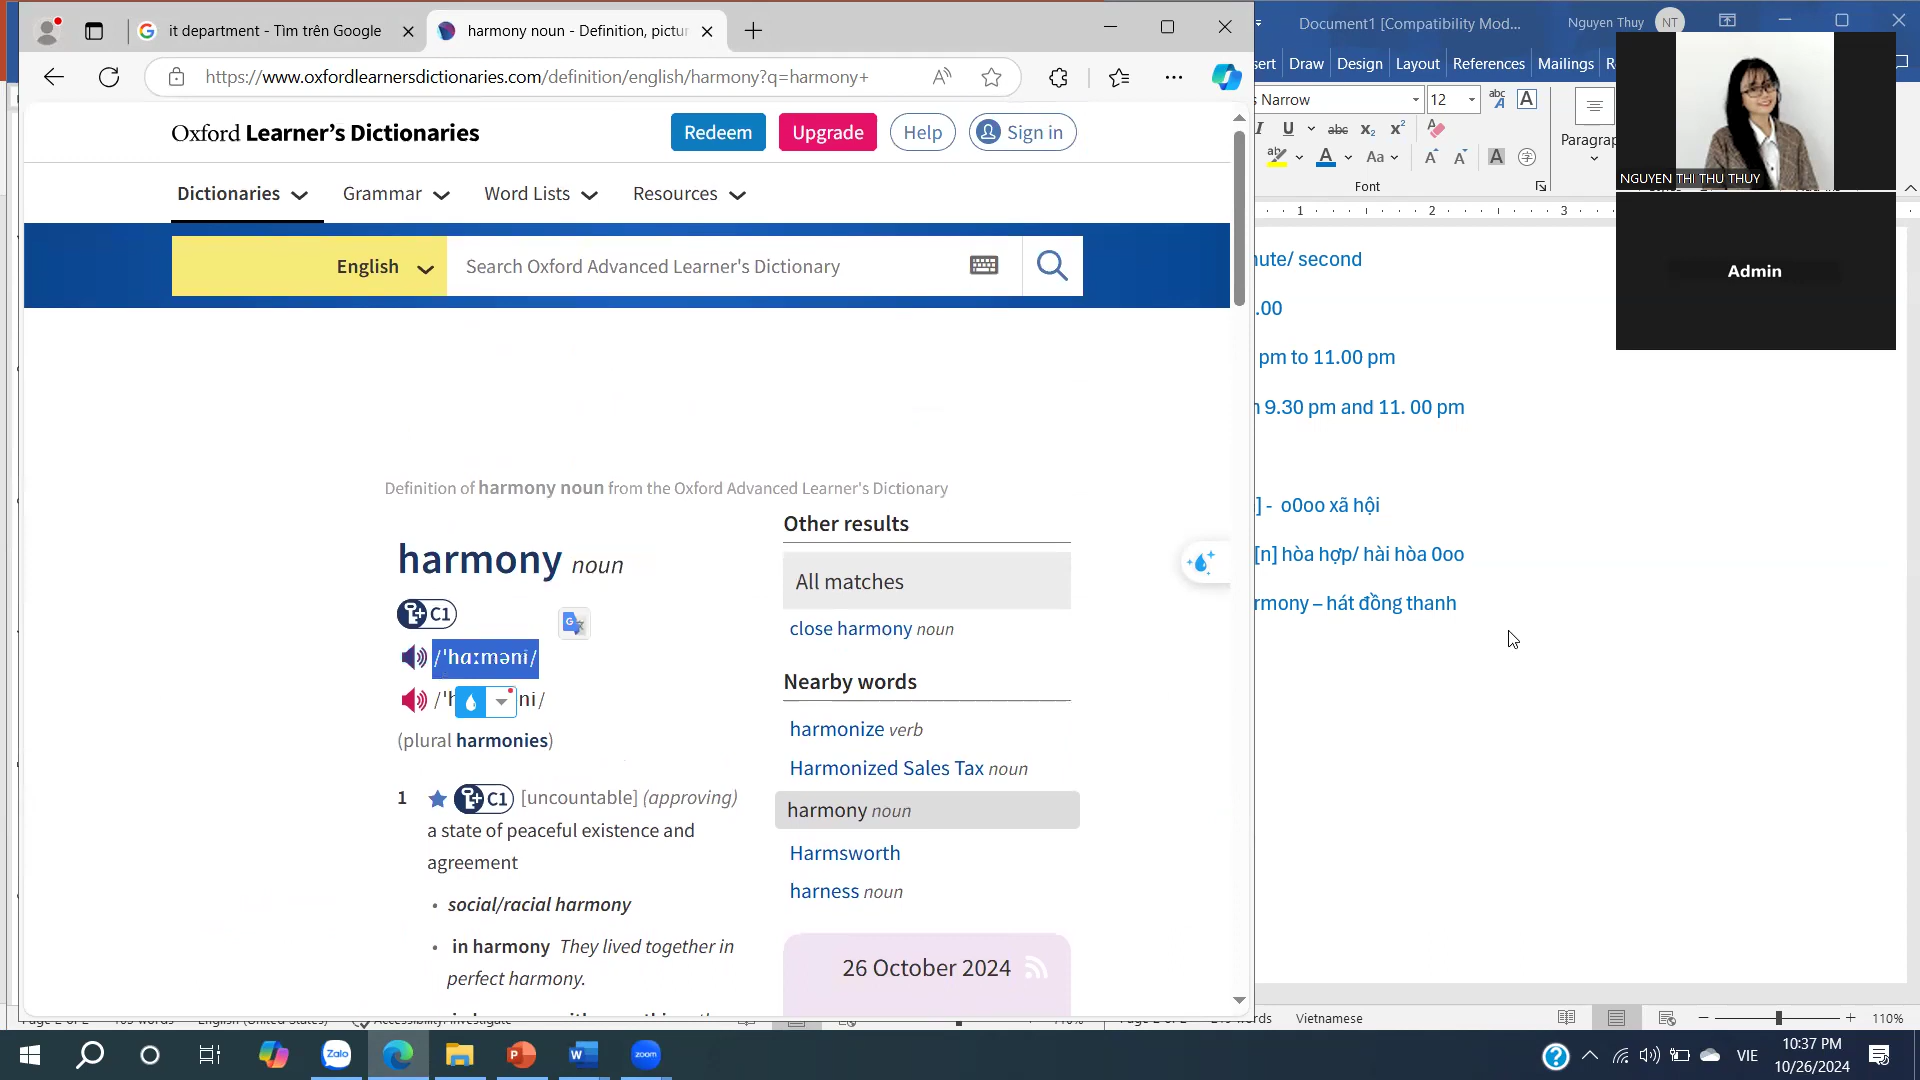 it department - Tìm trên Google
harmony noun - Definition, pictur
https://www.oxfordlearnersdictionaries.com/definition/english/harmony?q=harmony+
Oxford Learner's Dictionaries
Redeem
Upgrade
Help
Sign in
Dictionaries
Grammar
Word Lists
Resources
English
Search Oxford Advanced Learner's Dictionary
Definition of harmony noun from the Oxford Advanced Learner's Dictionary
harmony noun
C1
/ˈhɑːməni/
(plural harmonies)
1 C1 [uncountable] (approving)
a state of peaceful existence and
agreement
• social/racial harmony
• in harmony They lived together in
perfect harmony.
Other results
All matches
close harmony noun
Nearby words
harmonize verb
Harmonized Sales Tax noun
harmony noun
Harmsworth
harness noun
26 October 2024
Document1 [Compatibility Mod...
Nguyen Thuy
NT
Draw
Design
Layout
References
Mailings
Narrow
12
Aa
Font
1 2 3
NGUYEN THI THU THUY
Admin
ute/ second
.00
pm to 11.00 pm
9.30 pm and 11. 00 pm
] - o0oo xã hội
[n] hòa hợp/ hài hòa 0oo
rmony – hát đồng thanh
Vietnamese
110%
Zalo
zoom
VIE
10:37 PM
10/26/2024